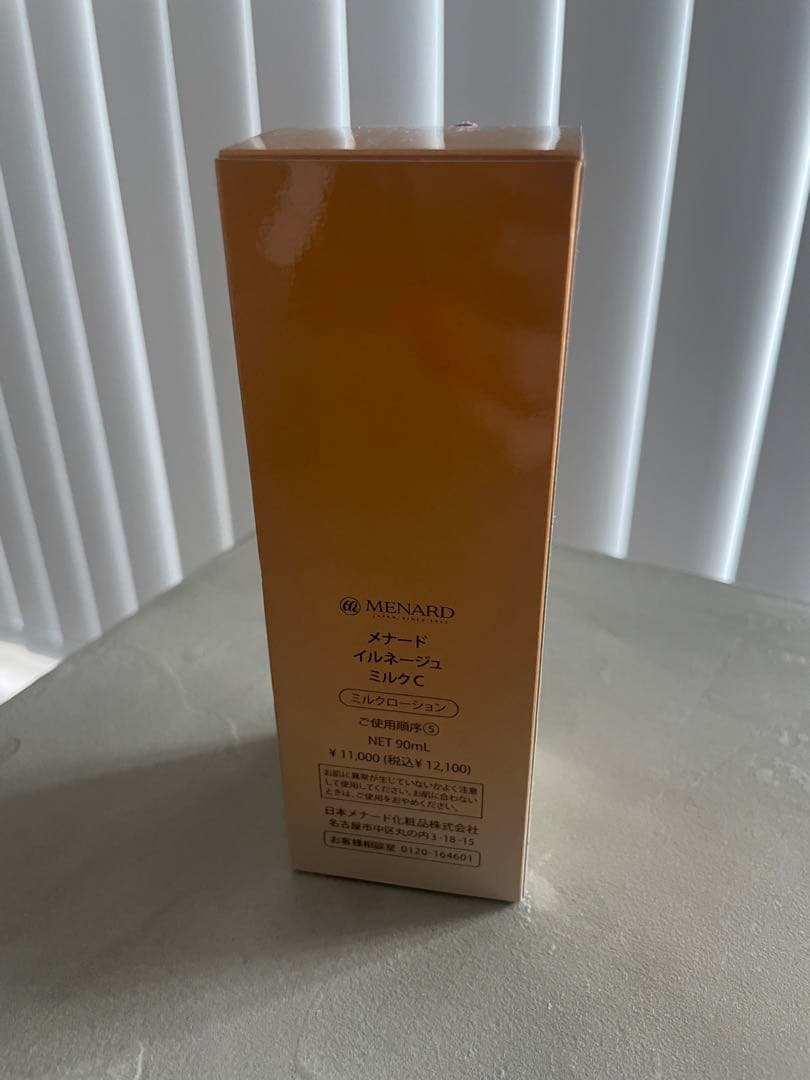 MENARD
JAPAN, SINCE 1959
メナード
イルネージュ
ミルクC
ミルクローション
ご使用順序⑤
NET 90mL
¥ 11,000 (税込¥ 12,100)
お肌に異常が生じていないかよく注意
して使用してください。お肌に合わない
ときは、ご使用をおやめください。
日本メナード化粧品株式会社
名古屋市中区丸の内3-18-15
お客様相談室 0120-164601